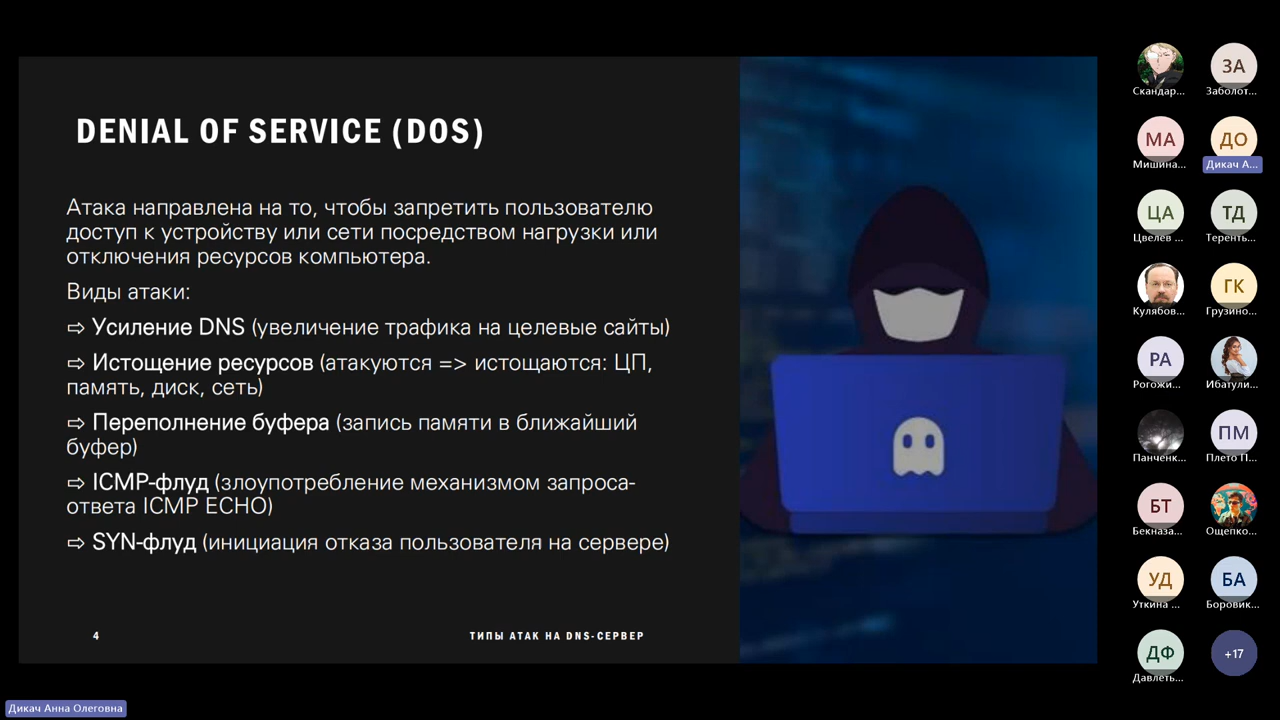 DENIAL OF SERVICE (DOS)
Атака направлена на то, чтобы запретить пользователю
доступ к устройству или сети посредством нагрузки или
отключения ресурсов компьютера.
Виды атаки:
⇨ Усиление DNS (увеличение трафика на целевые сайты)
⇨ Истощение ресурсов (атакуются => истощаются: ЦП,
память, диск, сеть)
⇨ Переполнение буфера (запись памяти в ближайший
буфер)
⇨ ICMP-флуд (злоупотребление механизмом запроса-
ответа ICMP ECHO)
⇨ SYN-флуд (инициация отказа пользователя на сервере)
4
ТИПЫ АТАК НА DNS-СЕРВЕР
ЗА
Скандар...
Заболот...
МА
ДО
Мишина...
Дикач А...
ЦА
ТД
Цвелев ...
Теренть...
ГК
Кулябов...
Грузино...
РА
Рогожи...
Ибатули...
ПМ
Панченк...
Плето П...
БТ
Бекназа...
Ощепко...
УД
БА
Уткина ...
Боровик...
ДФ
+17
Давлеть...
Дикач Анна Олеговна